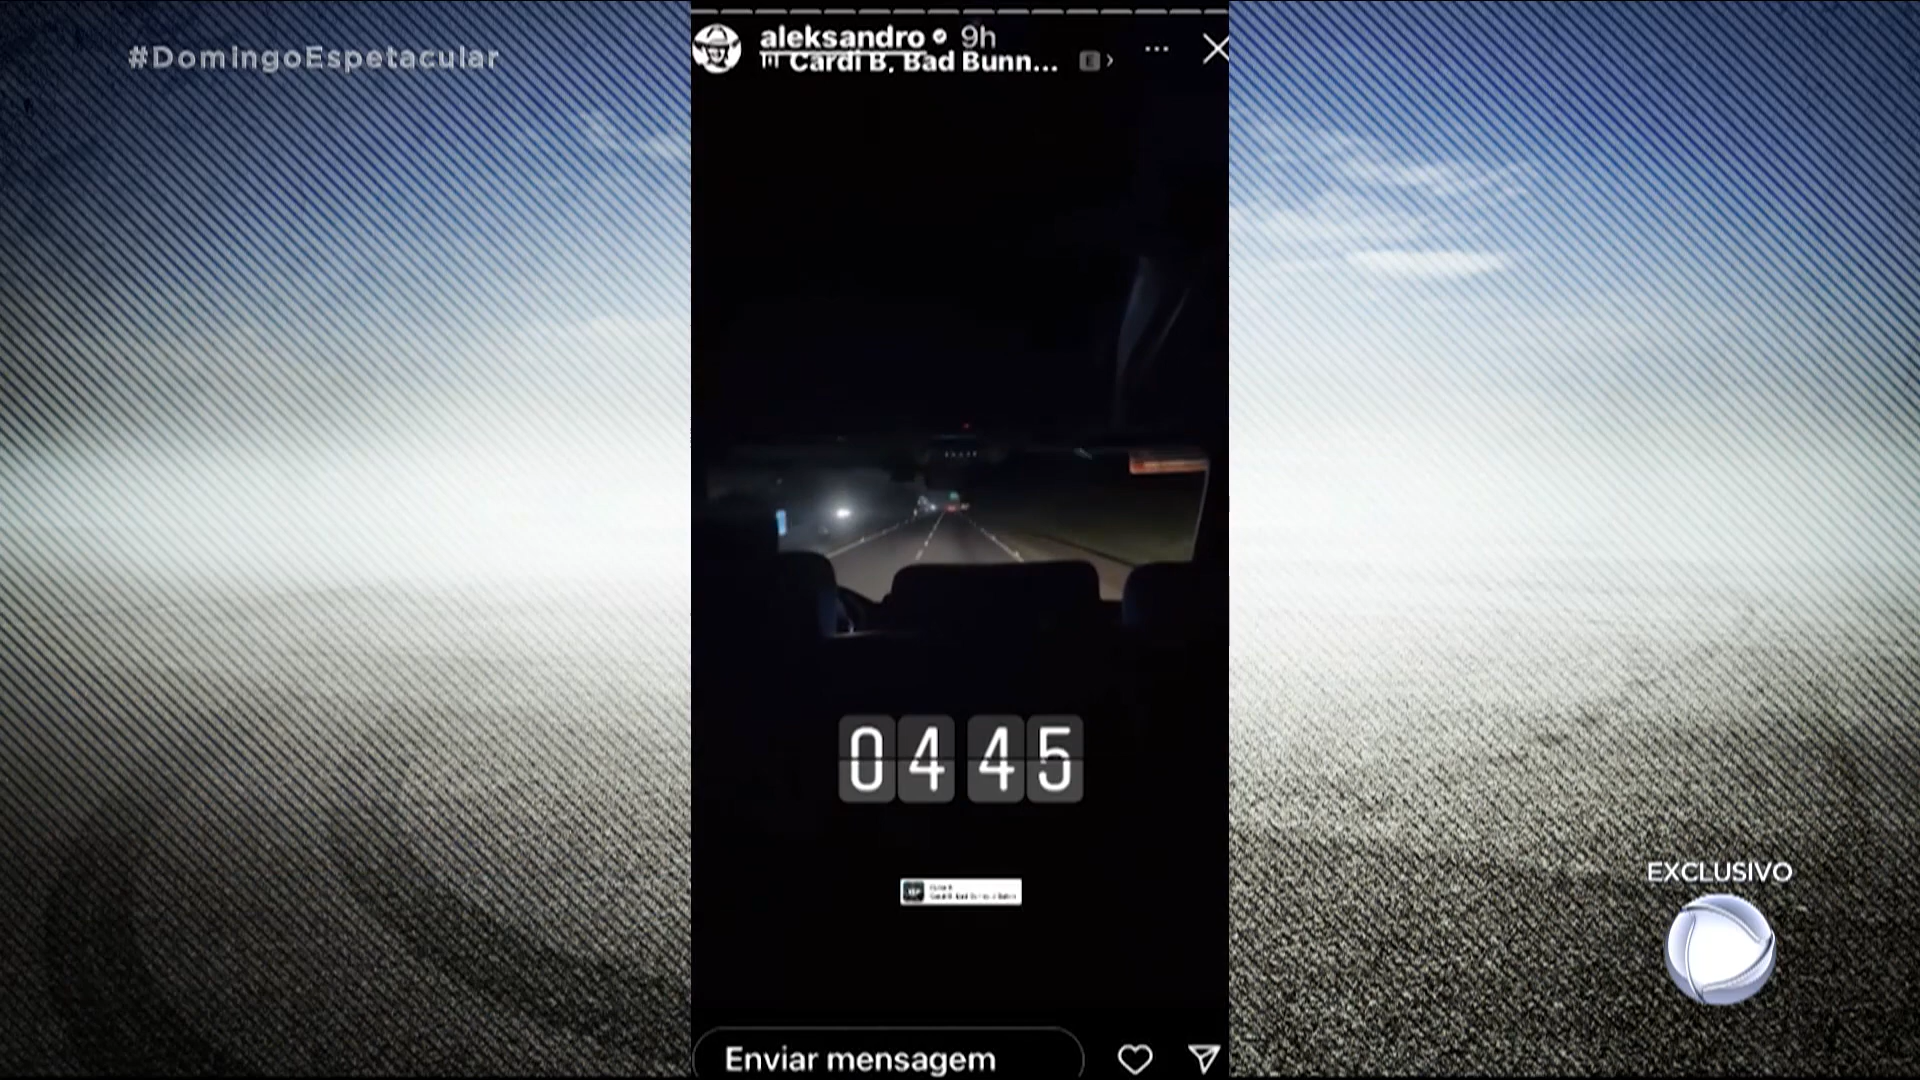 #DomingoEspetacular
aleksandro 9h
Cardi B, Bad Bunn...
E
04 45
EXCLUSIVO
Enviar mensagem